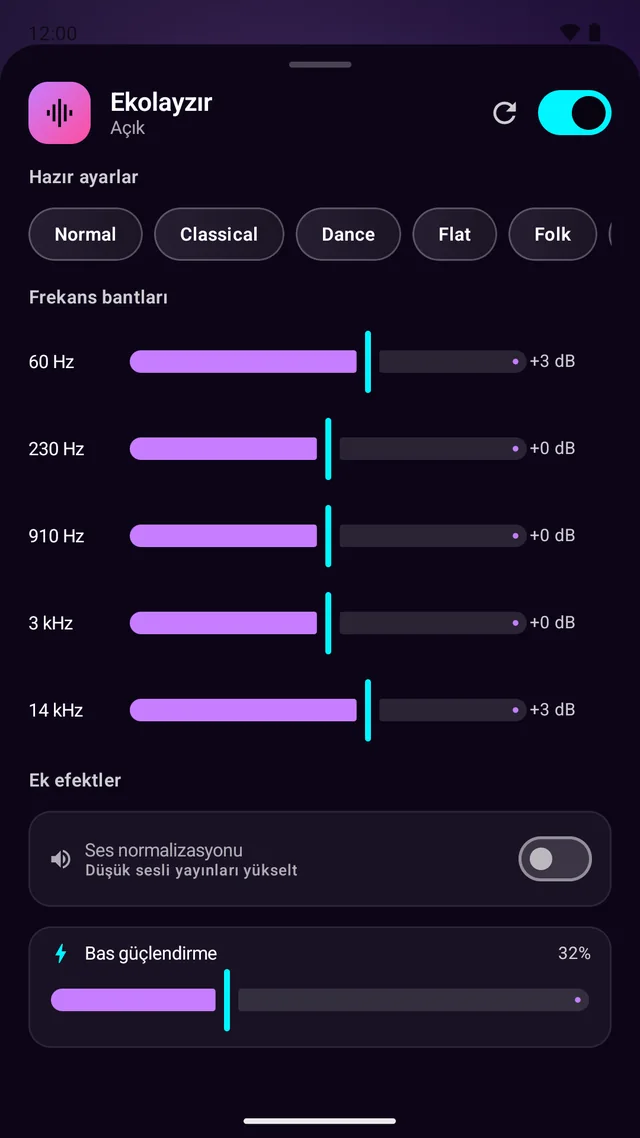 12:00
Ekolayzır
Açık
Hazır ayarlar
Normal
Classical
Dance
Flat
Folk
Frekans bantları
60 Hz
+3 dB
230 Hz
+0 dB
910 Hz
+0 dB
3 kHz
+0 dB
14 kHz
+3 dB
Ek efektler
Ses normalizasyonu
Düşük sesli yayınları yükselt
Bas güçlendirme
32%